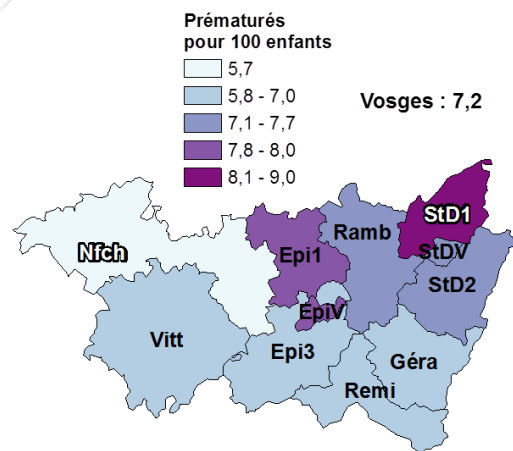 Prématurés
pour 100 enfants
5,7
5,8 - 7,0
7,1 - 7,7
7,8 - 8,0
8,1 - 9,0
Vosges : 7,2
StD1
Ramb
Nfch
Epi1
StDV
StD2
EpiV
Vitt
Epi3
Géra
Remi